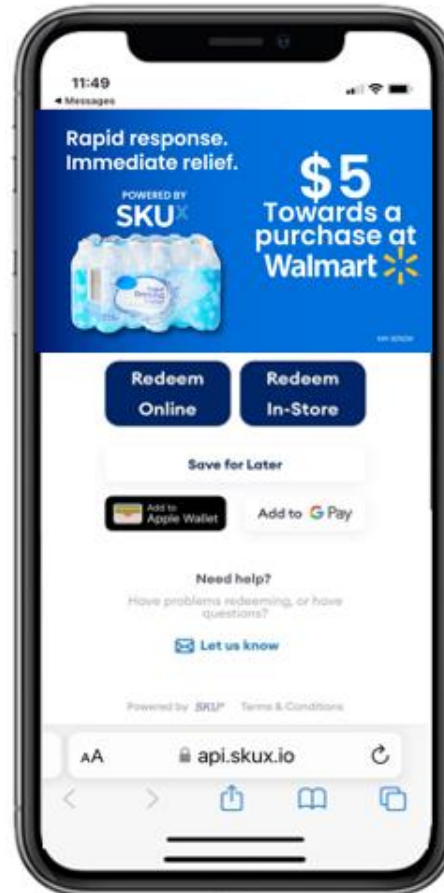 11:49
◀ Messages
Rapid response.
Immediate relief.
POWERED BY
SKUX
$5
Towards a
purchase at
Walmart
Redeem
Online
Redeem
In-Store
Save for Later
Add to
Apple Wallet
Add to G Pay
Need help?
Have problems redeeming, or have
questions?
Let us know
Powered by SKUX Terms & Conditions
AA
api.skux.io